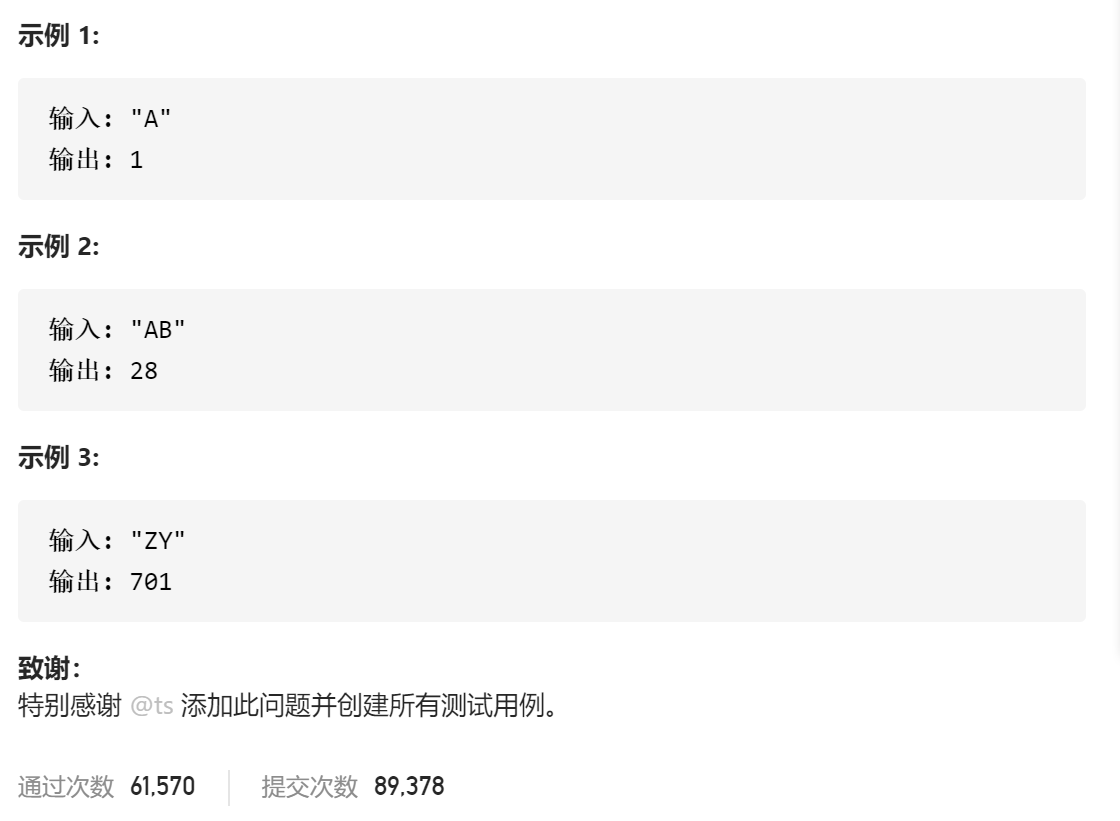 示例 1:
输入: "A"
输出: 1
示例 2:
输入: "AB"
输出: 28
示例 3:
输入: "ZY"
输出: 701
致谢：
特别感谢 @ts 添加此问题并创建所有测试用例。
通过次数 61,570 提交次数 89,378